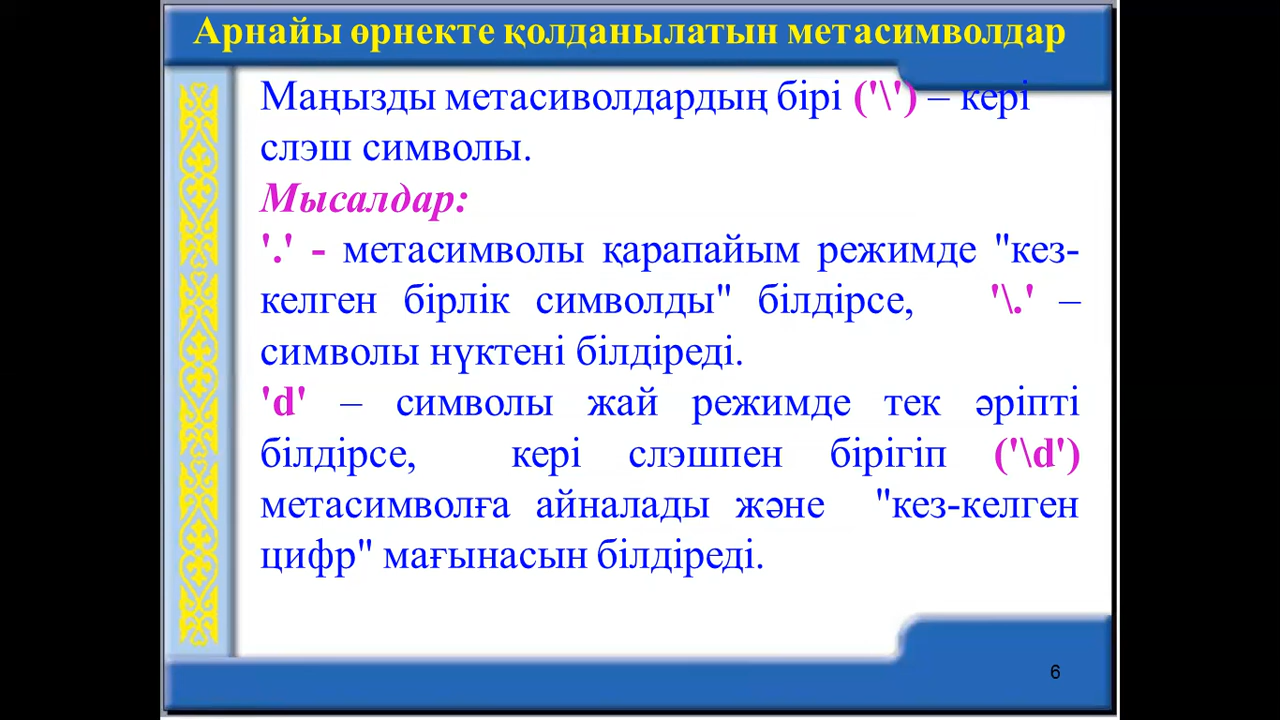 Арнайы өрнекте қолданылатын метасимволдар
Маңызды метасиволдардың бірі ('\') – кері
слэш символы.
Мысалдар:
'.' - метасимволы қарапайым режимде "кез-
келген бірлік символды" білдірсе, '\.' –
символы нүктені білдіреді.
'd' – символы жай режимде тек әріпті
білдірсе, кері слэшпен бірігіп ('\d')
метасимволға айналады және "кез-келген
цифр" мағынасын білдіреді.
6